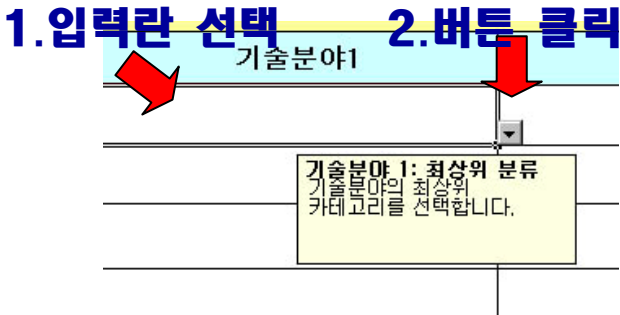 1.입력란 선택 2.버튼 클릭
기술분야1
기술분야 1: 최상위 분류
기술분야의 최상위
카테고리를 선택합니다.